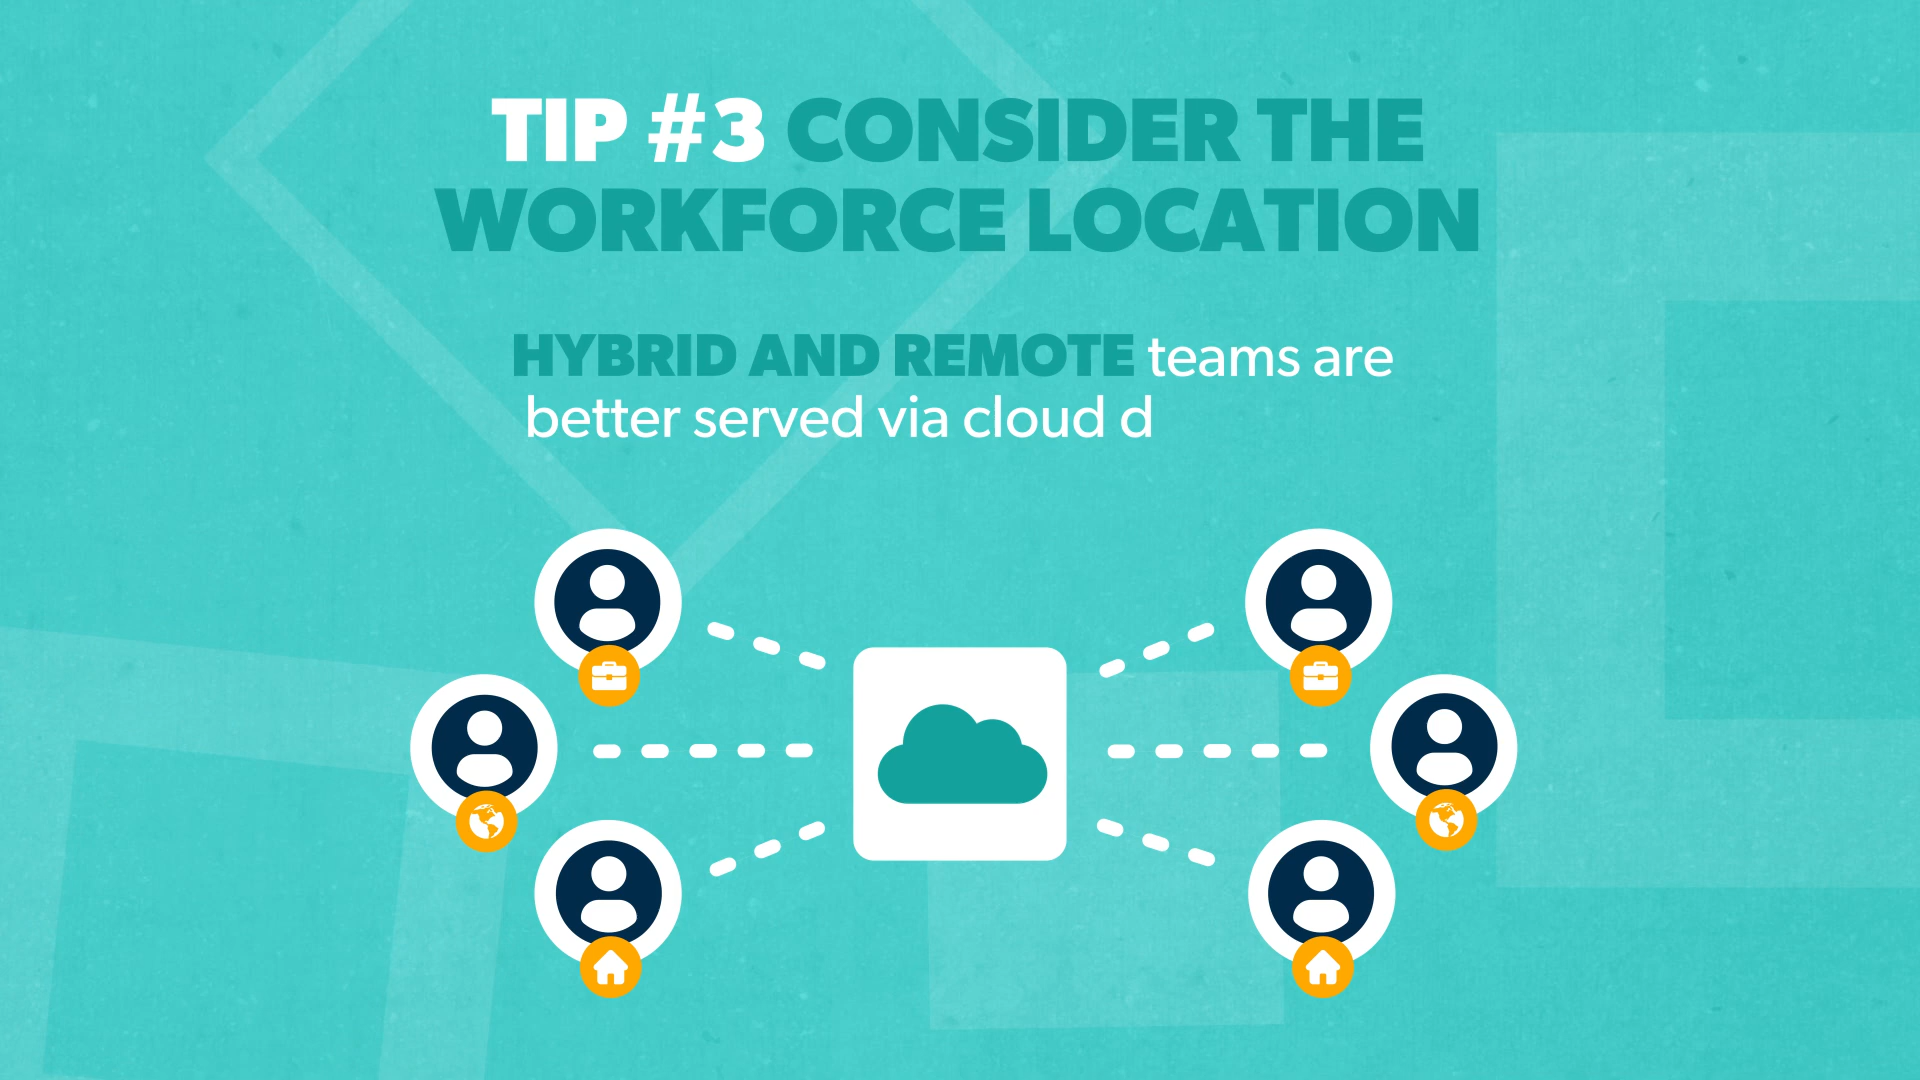 TIP #3 CONSIDER THE
WORKFORCE LOCATION
HYBRID AND REMOTE teams are
better served via cloud d